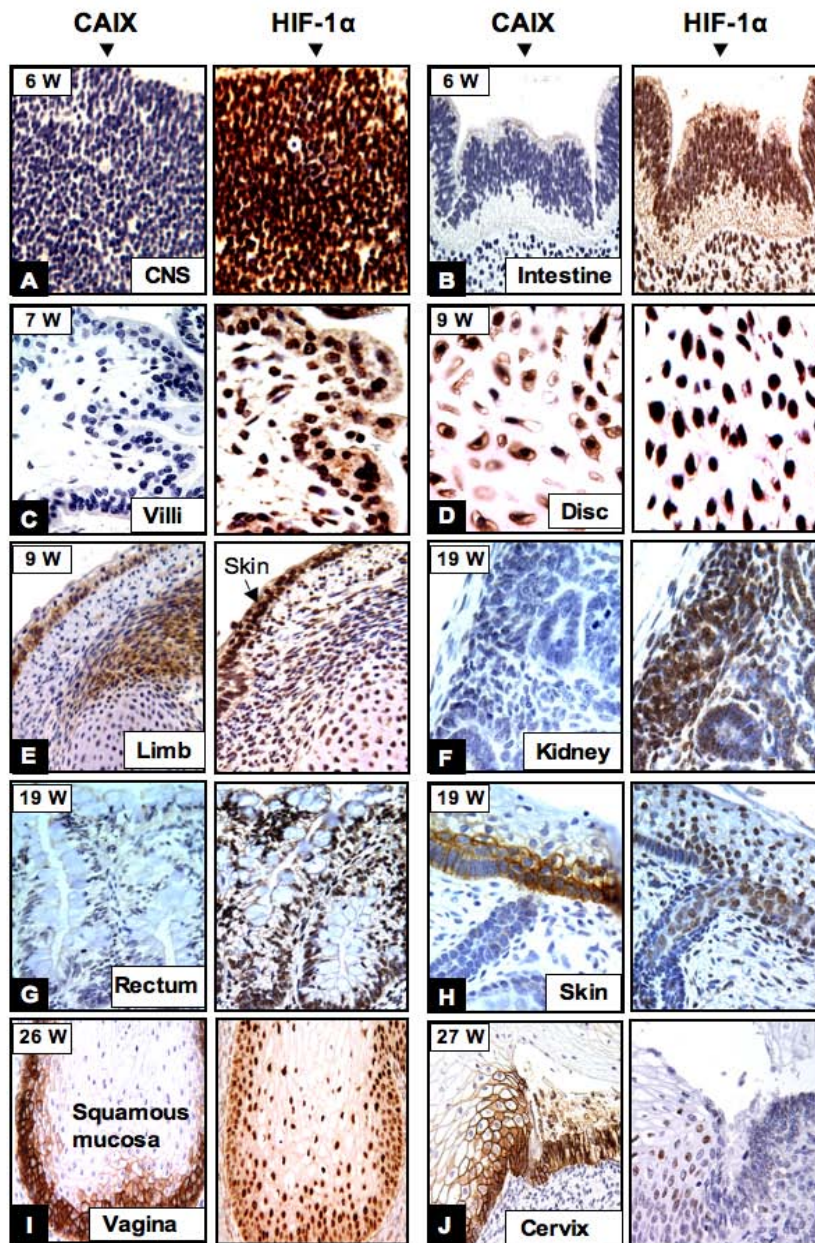 CAIX HIF-1α CAIX HIF-1α
6 W
A
CNS
6 W
B
Intestine
7 W
C
Villi
9 W
D
Disc
9 W
E
Limb
Skin
19 W
F
Kidney
19 W
G
Rectum
19 W
H
Skin
26 W
Squamous
mucosa
I
Vagina
27 W
J
Cervix